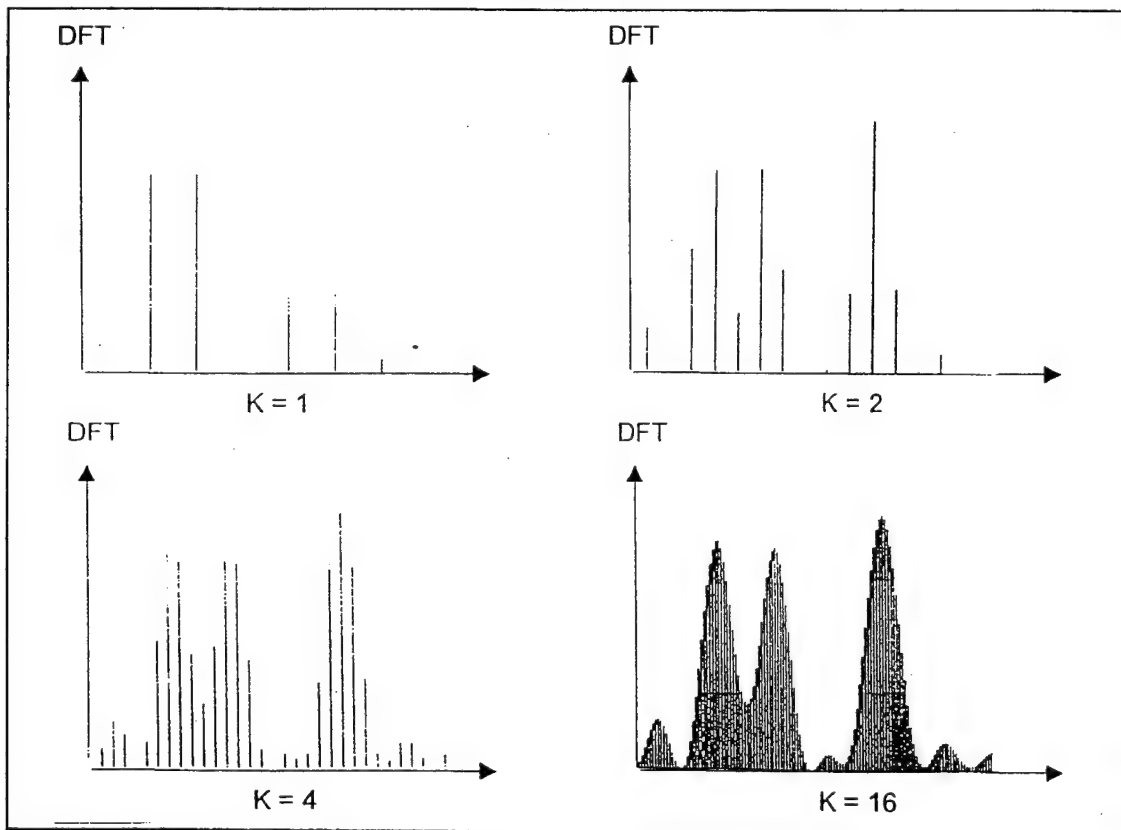 DFT
DFT
K = 1
K = 2
DFT
DFT
K = 4
K = 16